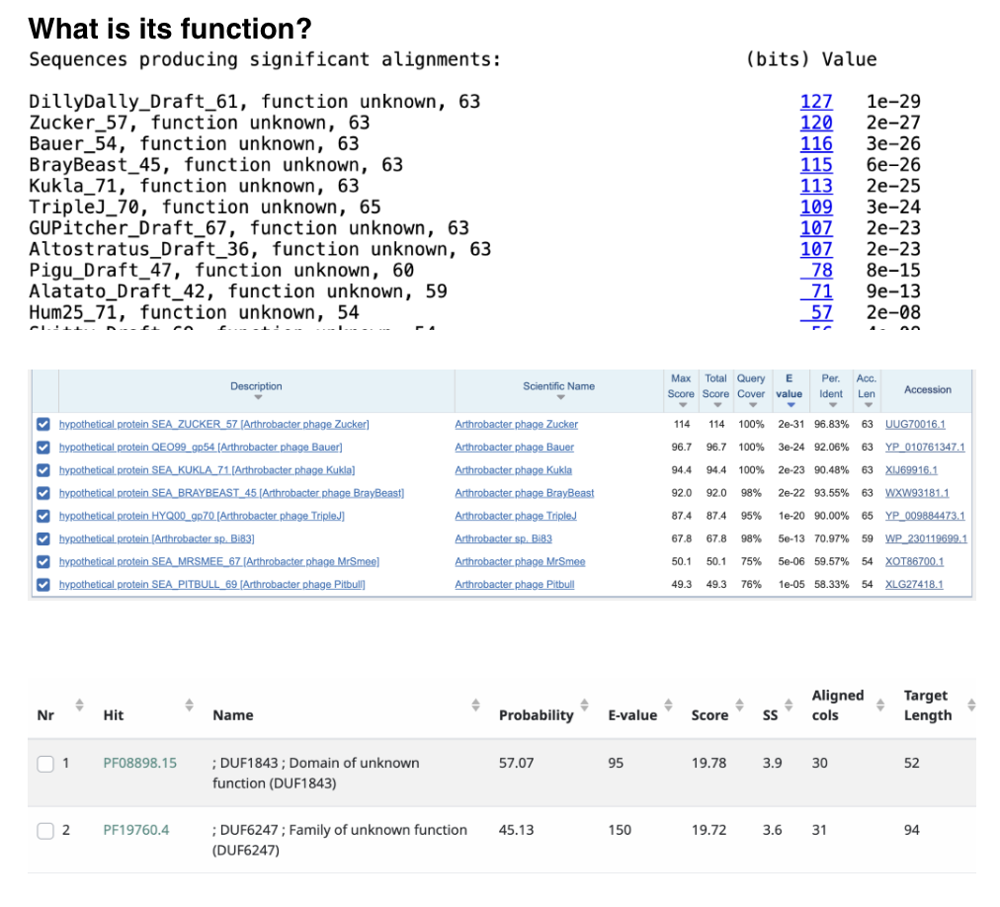 What is its function?
Sequences producing significant alignments: (bits) Value
DillyDally_Draft_61, function unknown, 63 127 1e-29
Zucker_57, function unknown, 63 120 2e-27
Bauer_54, function unknown, 63 116 3e-26
BrayBeast_45, function unknown, 63 115 6e-26
Kukla_71, function unknown, 63 113 2e-25
TripleJ_70, function unknown, 65 109 3e-24
GUPitcher_Draft_67, function unknown, 63 107 2e-23
Altostratus_Draft_36, function unknown, 63 107 2e-23
Pigu_Draft_47, function unknown, 60 78 8e-15
Alatato_Draft_42, function unknown, 59 71 9e-13
Hum25_71, function unknown, 54 57 2e-08
Description Scientific Name Max Score Total Score Query Cover E value Per. Ident Acc. Len Accession
hypothetical protein SEA_ZUCKER_57 [Arthrobacter phage Zucker] Arthrobacter phage Zucker 114 114 100% 2e-31 96.83% 63 UUG70016.1
hypothetical protein QEO99_gp54 [Arthrobacter phage Bauer] Arthrobacter phage Bauer 96.7 96.7 100% 3e-24 92.06% 63 YP_010761347.1
hypothetical protein SEA_KUKLA_71 [Arthrobacter phage Kukla] Arthrobacter phage Kukla 94.4 94.4 100% 2e-23 90.48% 63 XIJ69916.1
hypothetical protein SEA_BRAYBEAST_45 [Arthrobacter phage BrayBeast] Arthrobacter phage BrayBeast 92.0 92.0 98% 2e-22 93.55% 63 WXW93181.1
hypothetical protein HYQ00_gp70 [Arthrobacter phage TripleJ] Arthrobacter phage TripleJ 87.4 87.4 95% 1e-20 90.00% 65 YP_009884473.1
hypothetical protein [Arthrobacter sp. Bi83] Arthrobacter sp. Bi83 67.8 67.8 98% 5e-13 70.97% 59 WP_230119699.1
hypothetical protein SEA_MRSMEE_67 [Arthrobacter phage MrSmee] Arthrobacter phage MrSmee 50.1 50.1 75% 5e-06 59.57% 54 XOT86700.1
hypothetical protein SEA_PITBULL_69 [Arthrobacter phage Pitbull] Arthrobacter phage Pitbull 49.3 49.3 76% 1e-05 58.33% 54 XLG27418.1
Nr Hit Name Probability E-value Score SS Aligned cols Target Length
1 PF08898.15 ; DUF1843 ; Domain of unknown 57.07 95 19.78 3.9 30 52
function (DUF1843)
2 PF19760.4 ; DUF6247 ; Family of unknown function 45.13 150 19.72 3.6 31 94
(DUF6247)